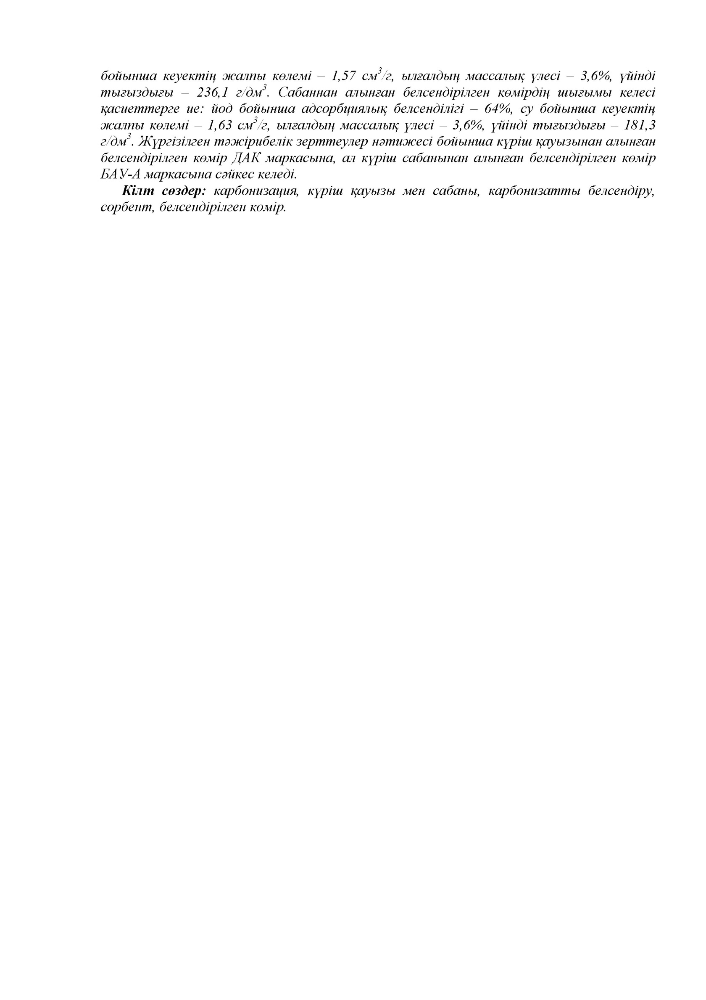 бойынша кеуектің жалпы көлемі – 1,57 см³/г, ылғалдың массалық үлесі – 3,6%, үйінді
тығыздығы – 236,1 г/дм³. Сабаннан алынған белсендірілген көмірдің шығымы келесі
қасиеттерге ие: йод бойынша адсорбциялық белсенділігі – 64%, су бойынша кеуектің
жалпы көлемі – 1,63 см³/г, ылғалдың массалық үлесі – 3,6%, үйінді тығыздығы – 181,3
г/дм³. Жүргізілген тәжірибелік зерттеулер нәтижесі бойынша күріш қауызынан алынған
белсендірілген көмір ДАК маркасына, ал күріш сабанынан алынған белсендірілген көмір
БАУ-А маркасына сәйкес келеді.
Кілт сөздер: карбонизация, күріш қауызы мен сабаны, карбонизатты белсендіру,
сорбент, белсендірілген көмір.